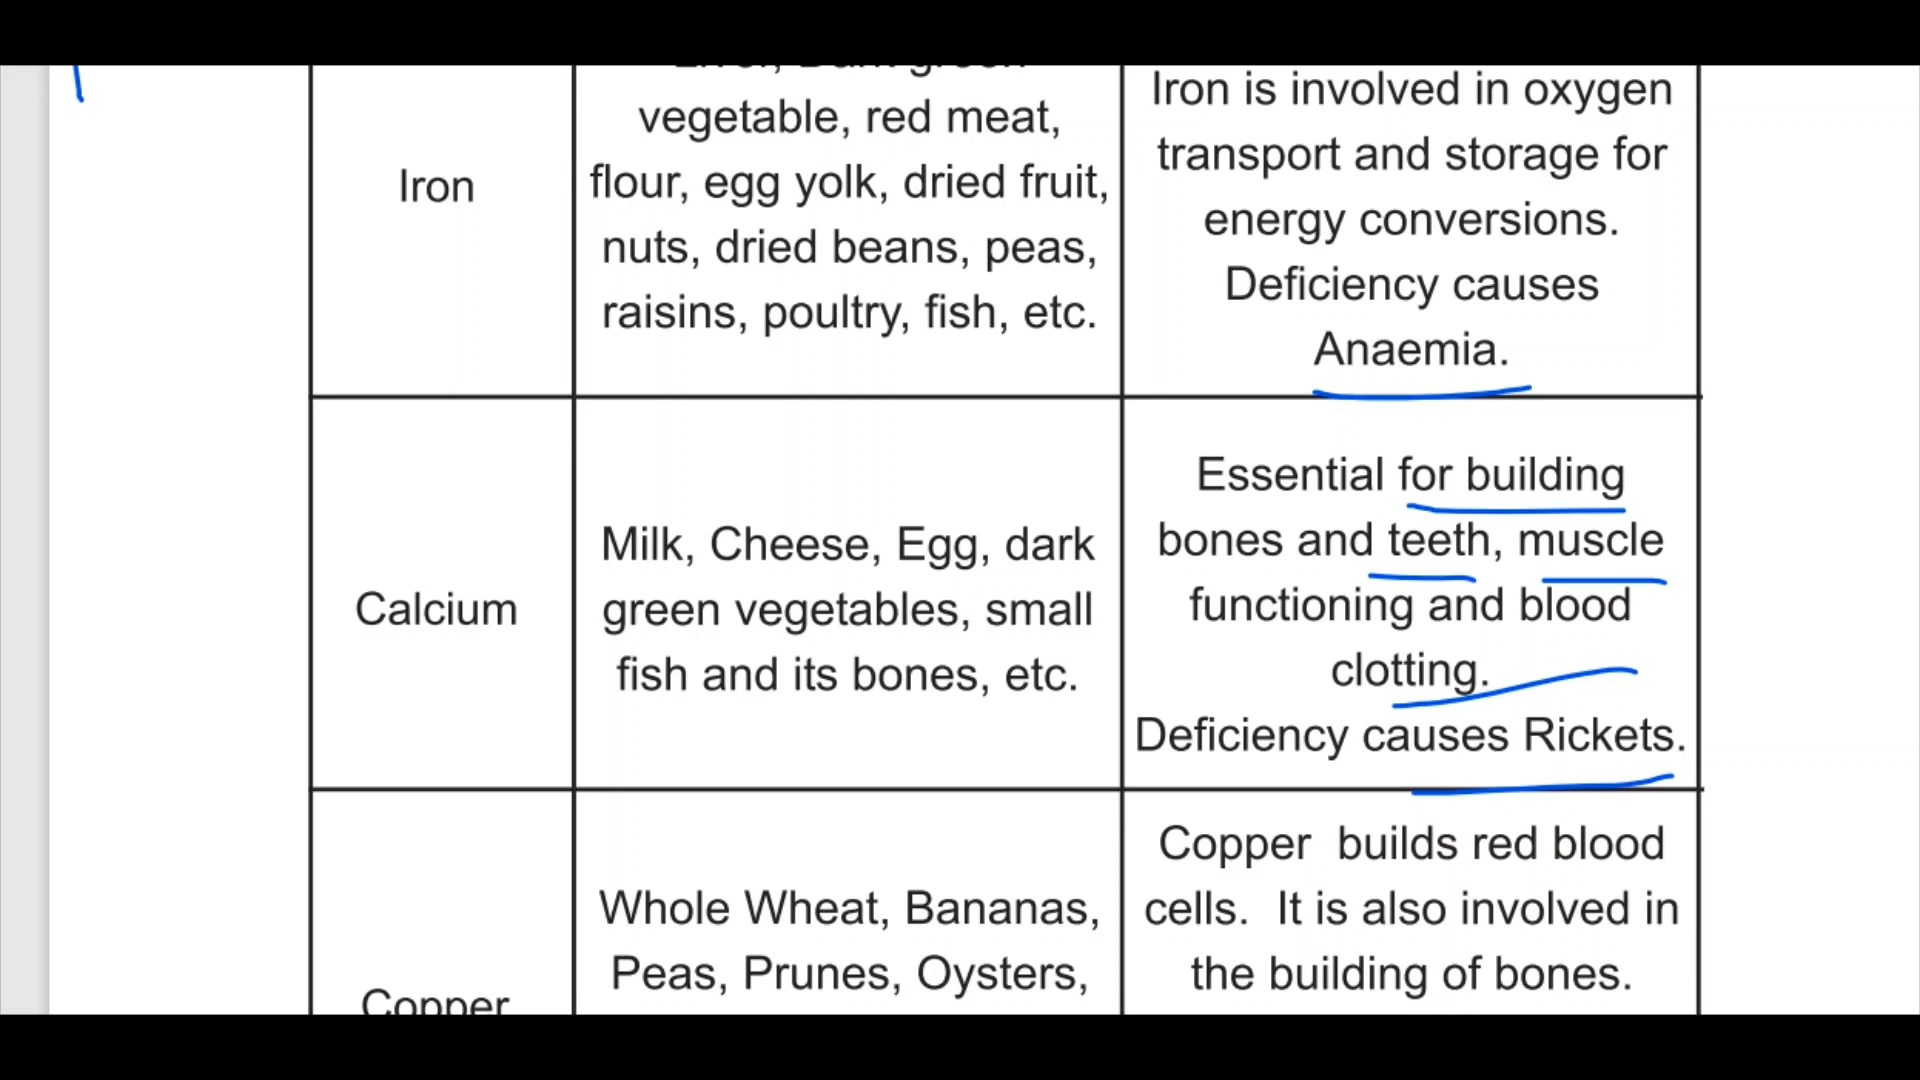 vegetable, red meat,
flour, egg yolk, dried fruit,
nuts, dried beans, peas,
raisins, poultry, fish, etc.
Iron
Iron is involved in oxygen
transport and storage for
energy conversions.
Deficiency causes
Anaemia.
Calcium
Milk, Cheese, Egg, dark
green vegetables, small
fish and its bones, etc.
Essential for building
bones and teeth, muscle
functioning and blood
clotting.
Deficiency causes Rickets.
Copper
Whole Wheat, Bananas,
Peas, Prunes, Oysters,
Copper  builds red blood
cells.  It is also involved in
the building of bones.